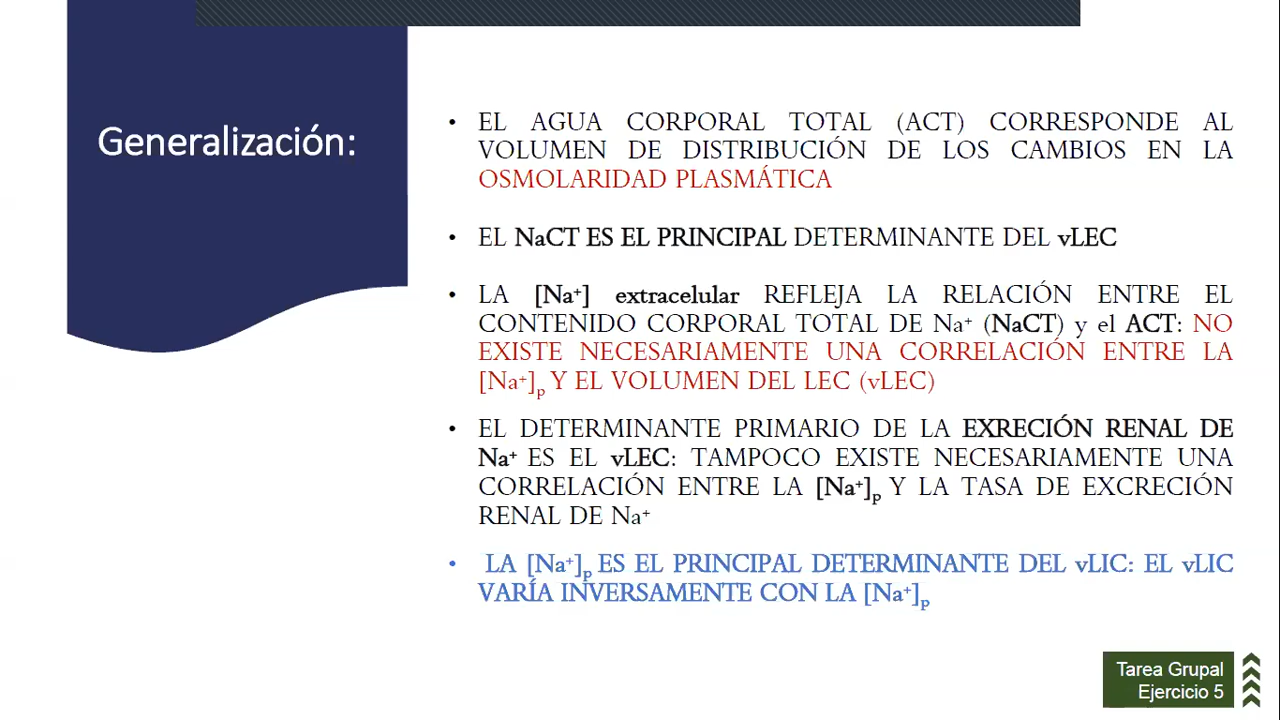 Generalización:
• EL AGUA CORPORAL TOTAL (ACT) CORRESPONDE AL
VOLUMEN DE DISTRIBUCIÓN DE LOS CAMBIOS EN LA
OSMOLARIDAD PLASMÁTICA
• EL NaCT ES EL PRINCIPAL DETERMINANTE DEL vLEC
• LA [Na⁺] extracelular REFLEJA LA RELACIÓN ENTRE EL
CONTENIDO CORPORAL TOTAL DE Na⁺ (NaCT) y el ACT: NO
EXISTE NECESARIAMENTE UNA CORRELACIÓN ENTRE LA
[Na⁺]ₚ Y EL VOLUMEN DEL LEC (vLEC)
• EL DETERMINANTE PRIMARIO DE LA EXRECIÓN RENAL DE
Na⁺ ES EL vLEC: TAMPOCO EXISTE NECESARIAMENTE UNA
CORRELACIÓN ENTRE LA [Na⁺]ₚ Y LA TASA DE EXCRECIÓN
RENAL DE Na⁺
• LA [Na⁺]ₚ ES EL PRINCIPAL DETERMINANTE DEL vLIC: EL vLIC
VARÍA INVERSAMENTE CON LA [Na⁺]ₚ
Tarea Grupal
Ejercicio 5